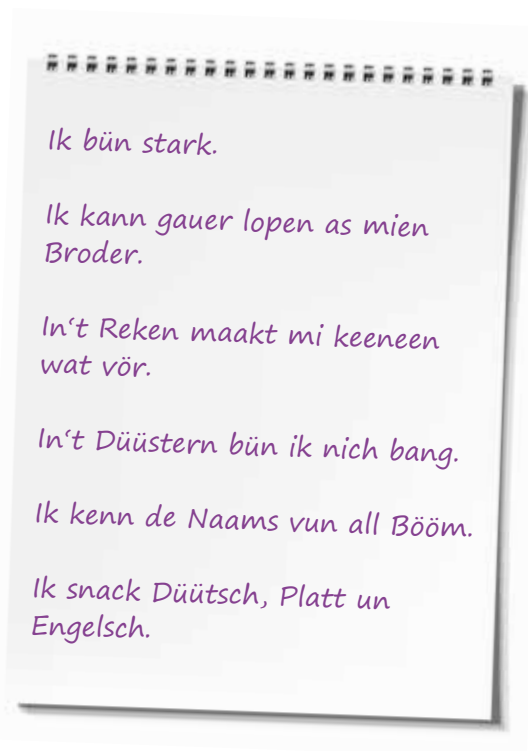 Ik bün stark.
Ik kann gauer lopen as mien
Broder.
In‘t Reken maakt mi keeneen
wat vör.
In‘t Düüstern bün ik nich bang.
Ik kenn de Naams vun all Bööm.
Ik snack Düütsch, Platt un
Engelsch.